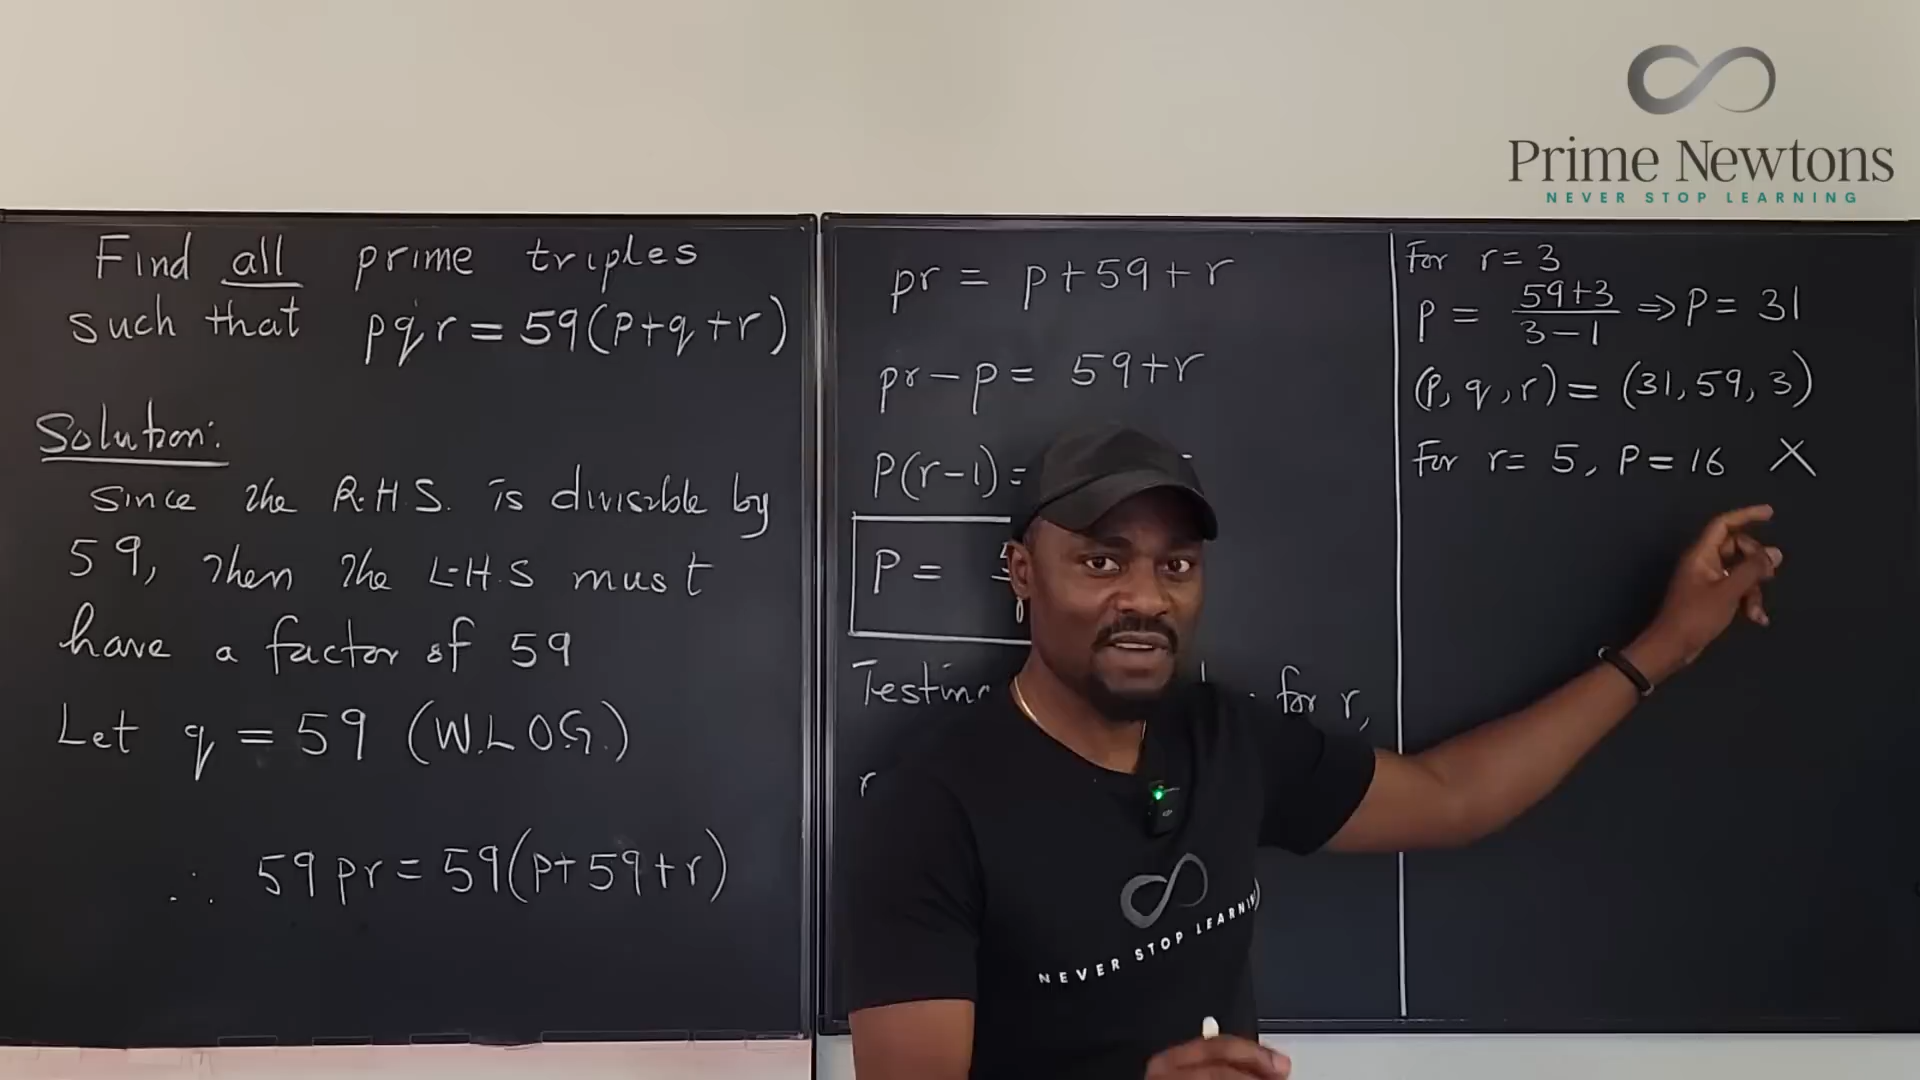 Prime Newtons
NEVER STOP LEARNING
Find all prime triples
such that pqr = 59(p+q+r)
Solution:
Since the R.H.S. is divisible by
59, then the L.H.S must
have a factor of 59
Let q = 59 (W.L.O.G.)
∴ 59pr = 59(p+59+r)
pr = p+59+r
pr - p = 59+r
P(r-1) =
P =
Testing for r,
r
For r = 3
P = (59+3)/(3-1) ⇒ P = 31
(P, q, r) = (31, 59, 3)
For r = 5, P = 16 X
NEVER STOP LEARNING